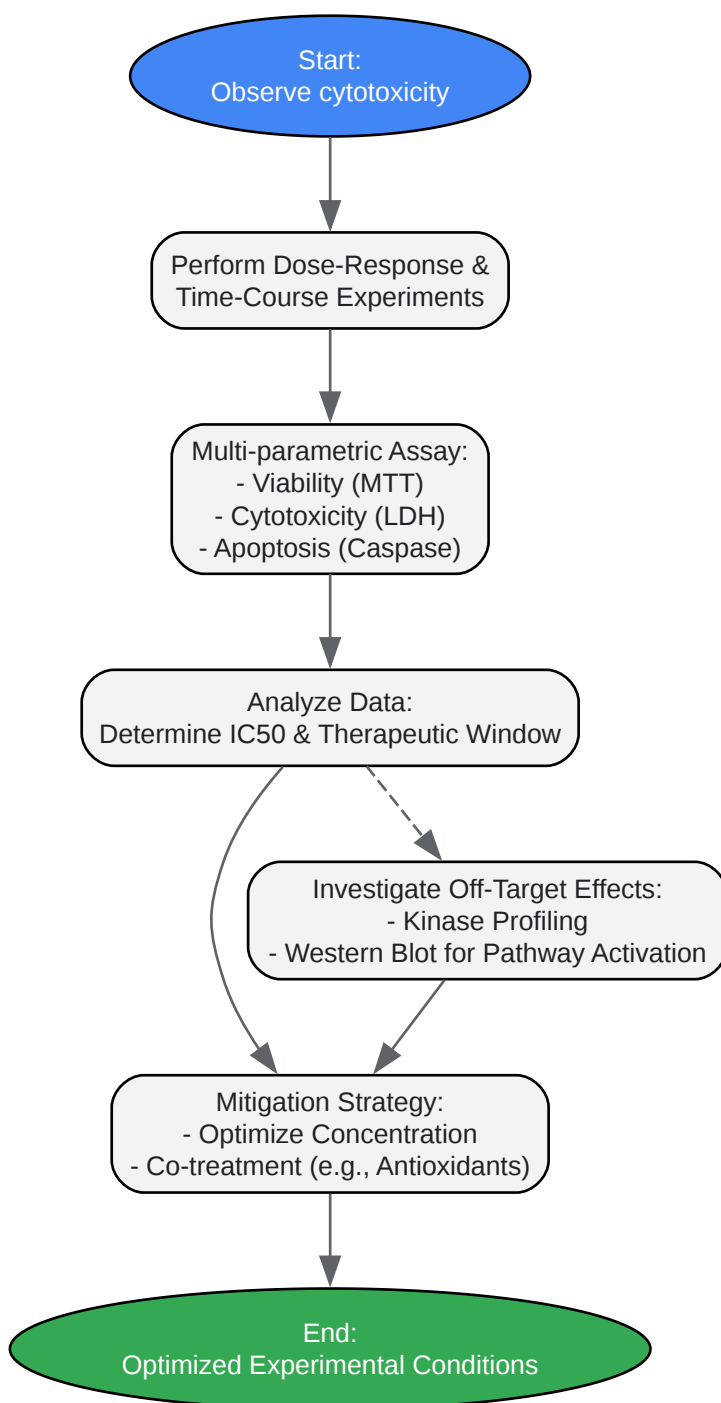 Start:
Observe cytotoxicity
Perform Dose-Response &
Time-Course Experiments
Multi-parametric Assay:
- Viability (MTT)
- Cytotoxicity (LDH)
- Apoptosis (Caspase)
Analyze Data:
Determine IC50 & Therapeutic Window
Investigate Off-Target Effects:
- Kinase Profiling
- Western Blot for Pathway Activation
Mitigation Strategy:
- Optimize Concentration
- Co-treatment (e.g., Antioxidants)
End:
Optimized Experimental Conditions